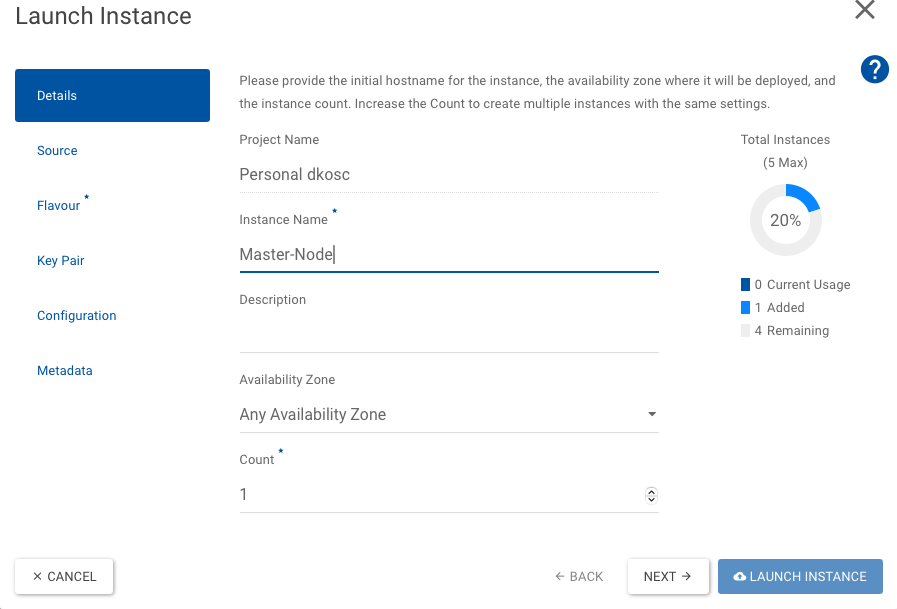 Launch Instance
Details
Source
Flavour *
Key Pair
Configuration
Metadata
Please provide the initial hostname for the instance, the availability zone where it will be deployed, and
the instance count. Increase the Count to create multiple instances with the same settings.
Project Name
Personal dkosc
Instance Name *
Master-Node
Description
Availability Zone
Any Availability Zone
Count *
1
?
Total Instances
(5 Max)
20%
0 Current Usage
1 Added
4 Remaining
× CANCEL
← BACK
NEXT →
LAUNCH INSTANCE